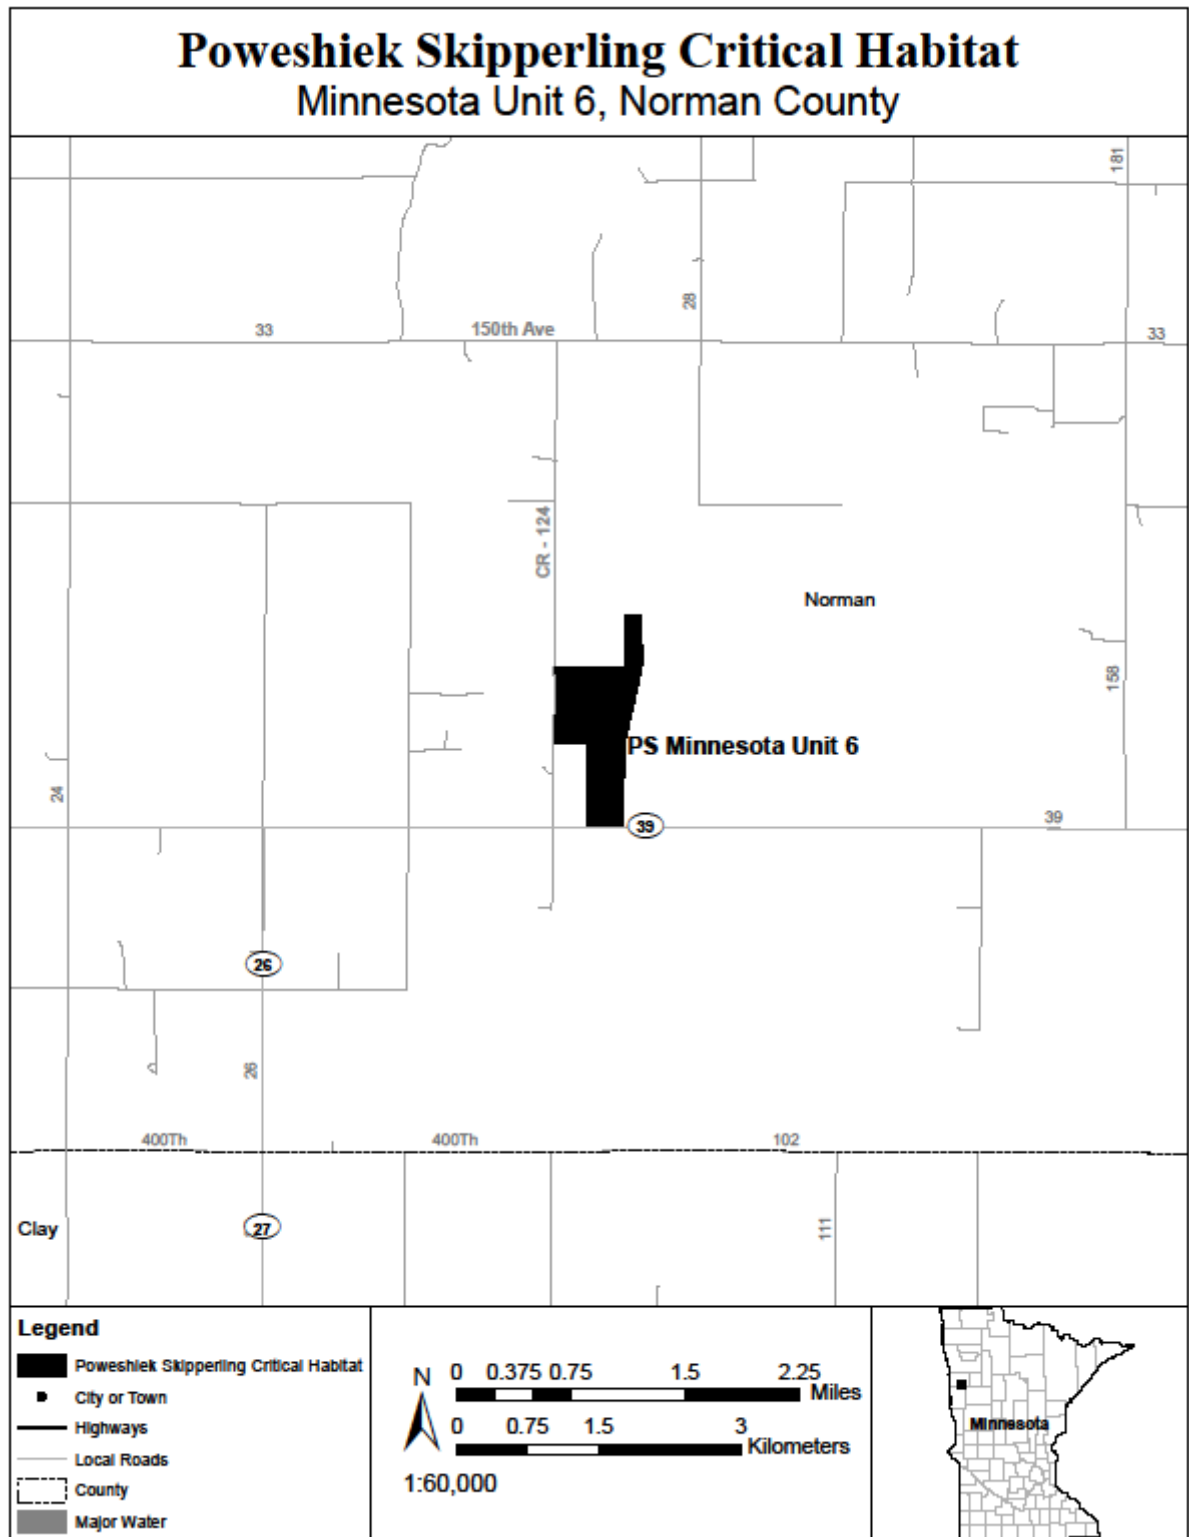 Poweshiek Skipperling Critical Habitat
Minnesota Unit 6, Norman County
181
28
33
150th Ave
33
CR - 124
Norman
158
PS Minnesota Unit 6
24
39
39
26
26
400Th
400Th
102
Clay
27
111
Legend
Poweshiek Skipperling Critical Habitat
City or Town
Highways
Local Roads
County
Major Water
N
0 0.375 0.75 1.5 2.25
Miles
0 0.75 1.5 3
Kilometers
1:60,000
Minnesota